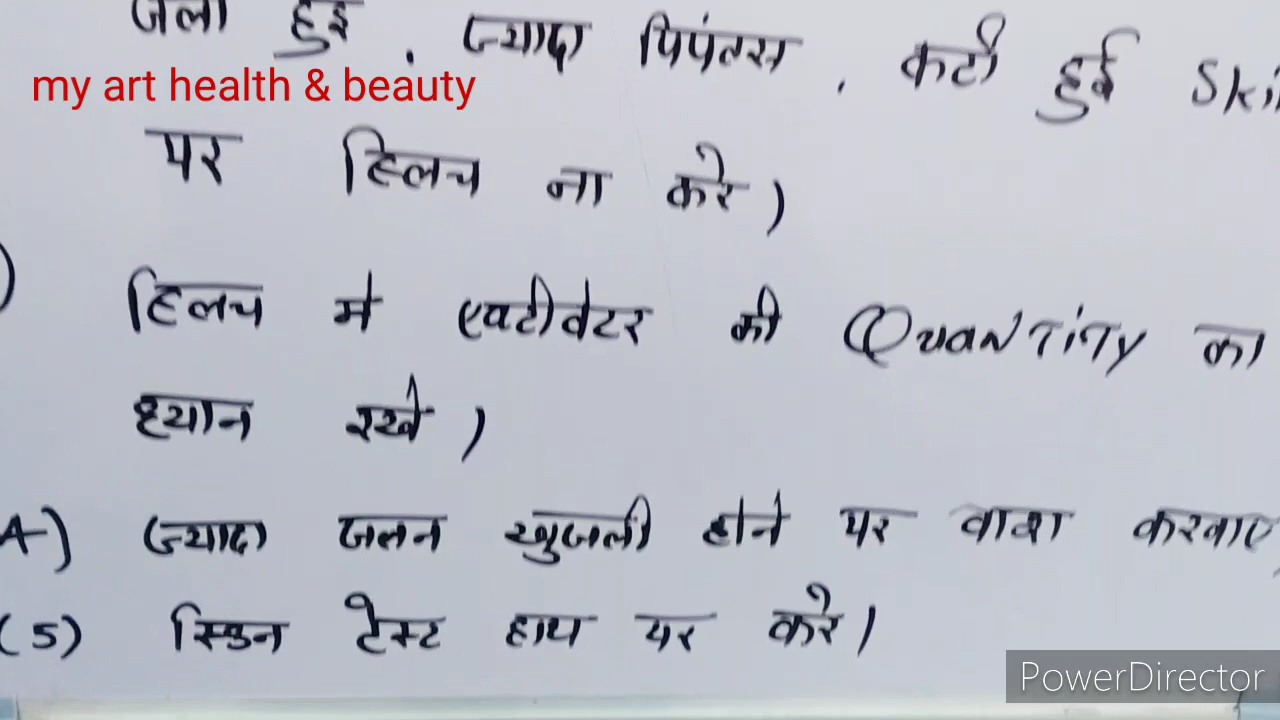 जला हुई , ज्यादा पिपंल्स , कटी हुई Ski
my art health & beauty
पर ब्लिच ना करे।
ब्लिच मे एक्टीवेटर की Quantity का
ध्यान रखे।
4) ज्यादा जलन खुजली होने पर वाश करवाए
(5) स्किन टेस्ट हाथ पर करे।
PowerDirector